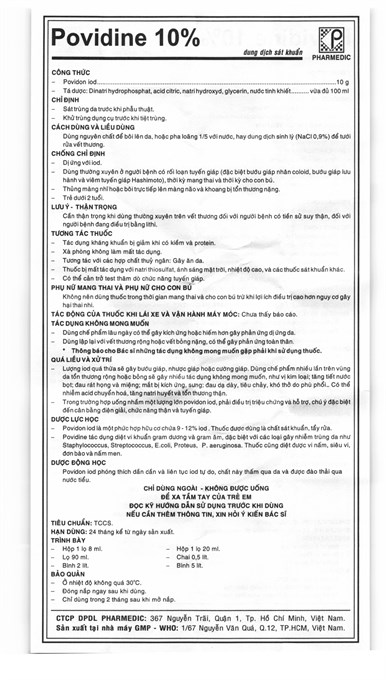 Povidine 10%
dung dịch sát khuẩn
PHARMEDIC
CÔNG THỨC
– Povidon iod.....10 g
– Tá dược: Dinatri hydrophosphat, acid citric, natri hydroxyd, glycerin, nước tinh khiết.....vừa đủ 100 ml
CHỈ ĐỊNH
– Sát trùng da trước khi phẫu thuật.
– Khử trùng dụng cụ trước khi tiệt trùng.
CÁCH DÙNG VÀ LIỀU DÙNG
Dùng nguyên chất để bôi lên da, hoặc pha loãng 1/5 với nước, hay dung dịch sinh lý (NaCl 0,9%) để tưới
rửa vết thương.
CHỐNG CHỈ ĐỊNH
– Dị ứng với iod.
– Dùng thường xuyên ở người bệnh có rối loạn tuyến giáp (đặc biệt bướu giáp nhân coloid, bướu giáp lưu
hành và viêm tuyến giáp Hashimoto), thời kỳ mang thai và thời kỳ cho con bú.
– Thủng màng nhĩ hoặc bôi trực tiếp lên màng não và khoang bị tổn thương nặng.
– Trẻ dưới 2 tuổi.
LƯU Ý - THẬN TRỌNG
Cẩn thận trọng khi dùng thường xuyên trên vết thương đối với người bệnh có tiền sử suy thận, đối với
người bệnh đang điều trị bằng lithi.
TƯƠNG TÁC THUỐC
– Tác dụng kháng khuẩn bị giảm khi có kiềm và protein.
– Xà phòng không làm mất tác dụng.
– Tương tác với các hợp chất thuỷ ngân: Gây ăn da.
– Thuốc bị mất tác dụng với natri thiosulfat, ánh sáng mặt trời, nhiệt độ cao, và các thuốc sát khuẩn khác.
– Có thể cản trở test thăm dò chức năng tuyến giáp.
PHỤ NỮ MANG THAI VÀ PHỤ NỮ CHO CON BÚ
Không nên dùng thuốc trong thời gian mang thai và cho con bú trừ khi lợi ích điều trị cao hơn nguy cơ gây
hại thai nhi.
TÁC ĐỘNG CỦA THUỐC KHI LÁI XE VÀ VẬN HÀNH MÁY MÓC: Chưa thấy báo cáo.
TÁC DỤNG KHÔNG MONG MUỐN
– Dùng chế phẩm lâu ngày có thể gây kích ứng hoặc hiếm hơn gây phản ứng dị ứng da.
– Dùng lặp lại với vết thương rộng hoặc vết bỏng nặng, có thể gây phản ứng toàn thân.
* Thông báo cho Bác sĩ những tác dụng không mong muốn gặp phải khi sử dụng thuốc.
QUÁ LIỀU VÀ XỬ TRÍ
– Lượng iod quá thừa sẽ gây bướu giáp, nhược giáp hoặc cường giáp. Dùng chế phẩm nhiều lần trên vùng
da tổn thương rộng hoặc bỏng sẽ gây nhiều tác dụng không mong muốn, như vị kim loại; tăng tiết nước
bọt; đau rát họng và miệng; mắt bị kích ứng, sưng; đau dạ dày, tiêu chảy, khó thở do phù phổi.. Có thể
nhiễm acid chuyển hoá, tăng natri huyết và tổn thương thận.
– Trong trường hợp uống nhầm một lượng lớn povidon iod, phải điều trị triệu chứng và hỗ trợ, chú ý đặc biệt
đến cân bằng điện giải, chức năng thận và tuyến giáp.
DƯỢC LỰC HỌC
– Povidon iod là một phức hợp hữu cơ chứa 9 - 12% iod . Thuốc được dùng là chất sát khuẩn, tẩy rửa.
– Povidine tác dụng diệt vi khuẩn gram dương và gram âm, đặc biệt với các loại gây nhiễm trùng da như
Staphylococcus, Streptococcus, E.coli, Proteus, P. aeruginosa. Thuốc cũng diệt được vi nấm, siêu vi,
đơn bào và nấm men.
DƯỢC ĐỘNG HỌC
Povidon iod phóng thích dần cần và liên tục iod tự do, chất này thấm qua da và được đào thải qua
nước tiểu.
CHỈ DÙNG NGOÀI - KHÔNG ĐƯỢC UỐNG
ĐỂ XA TẦM TAY CỦA TRẺ EM
ĐỌC KỸ HƯỚNG DẪN SỬ DỤNG TRƯỚC KHI DÙNG
NẾU CẦN THÊM THÔNG TIN, XIN HỎI Ý KIẾN BÁC SĨ
TIÊU CHUẨN: TCCS.
HẠN DÙNG: 24 tháng kể từ ngày sản xuất.
TRÌNH BÀY
– Hộp 1 lọ 8 ml. – Hộp 1 lọ 20 ml.
– Lọ 90 ml. – Chai 0,5 lít.
– Bình 2 lít. – Bình 5 lít.
BẢO QUẢN
– Ở nhiệt độ không quá 30°C.
– Đóng nắp ngay sau khi dùng.
– Chỉ dùng trong 2 tháng sau khi mở nắp.
CTCP DPDL PHARMEDIC: 367 Nguyễn Trãi, Quận 1, Tp. Hồ Chí Minh, Việt Nam.
Sản xuất tại nhà máy GMP - WHO: 1/67 Nguyễn Văn Quá, Q.12, TP.HCM, Việt Nam.